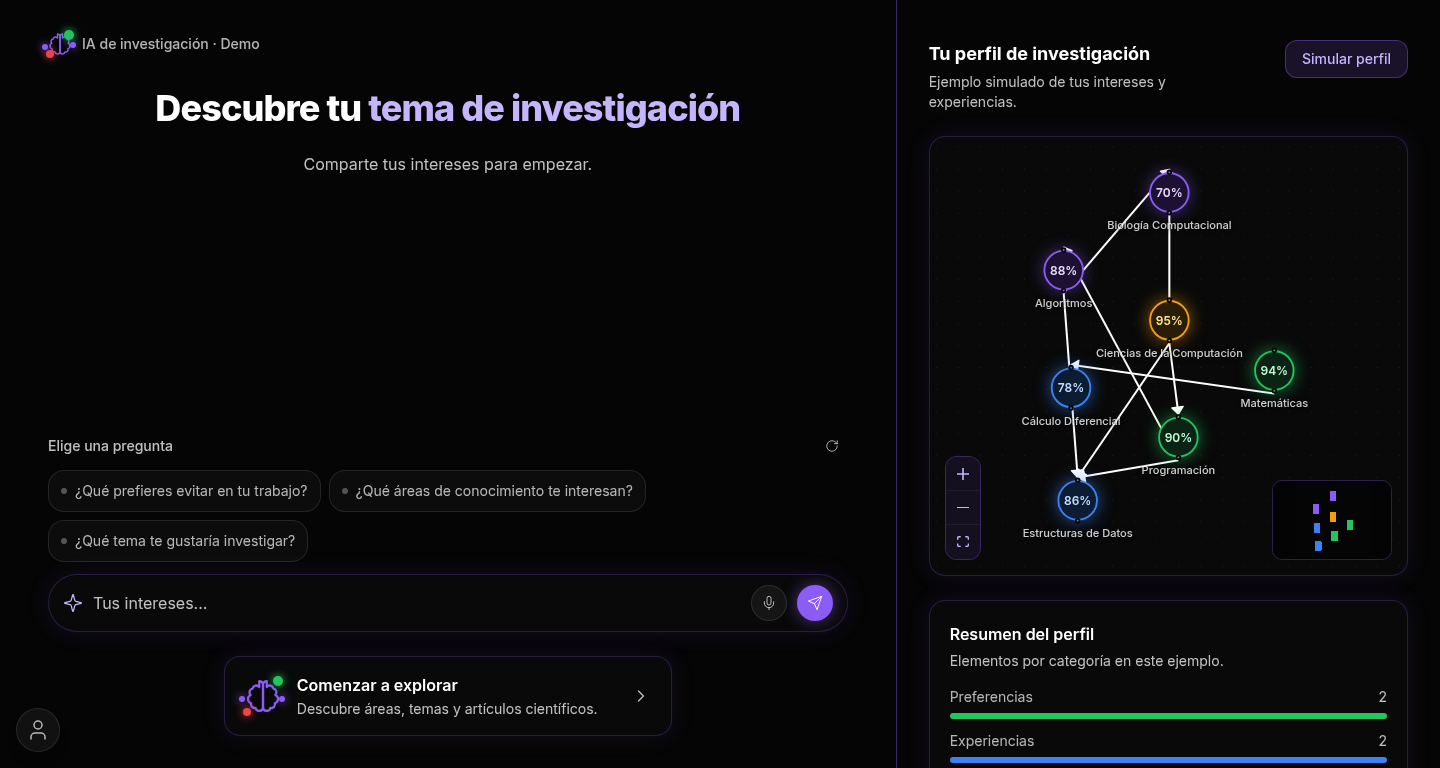 IA de investigación · Demo
Descubre tu tema de investigación
Comparte tus intereses para empezar.
Elige una pregunta
¿Qué prefieres evitar en tu trabajo?
¿Qué áreas de conocimiento te interesan?
¿Qué tema te gustaría investigar?
Tus intereses...
Comenzar a explorar
Descubre áreas, temas y artículos científicos.
Tu perfil de investigación
Simular perfil
Ejemplo simulado de tus intereses y
experiencias.
70%
Biología Computacional
88%
Algoritmos
95%
Ciencias de la Computación
94%
Matemáticas
78%
Cálculo Diferencial
90%
Programación
86%
Estructuras de Datos
Resumen del perfil
Elementos por categoría en este ejemplo.
Preferencias 2
Experiencias 2